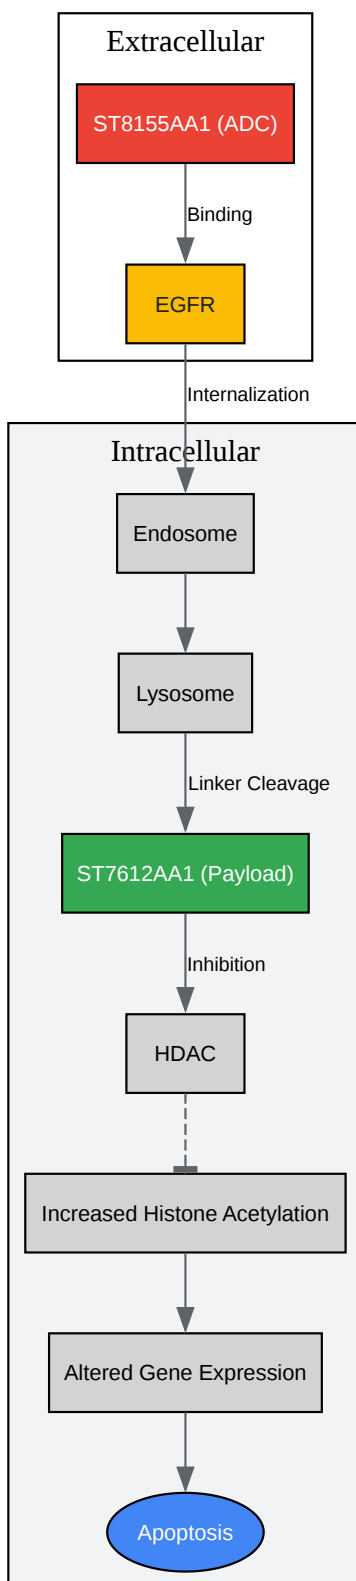 Extracellular
ST8155AA1 (ADC)
Binding
EGFR
Internalization
Intracellular
Endosome
Lysosome
Linker Cleavage
ST7612AA1 (Payload)
Inhibition
HDAC
Increased Histone Acetylation
Altered Gene Expression
Apoptosis